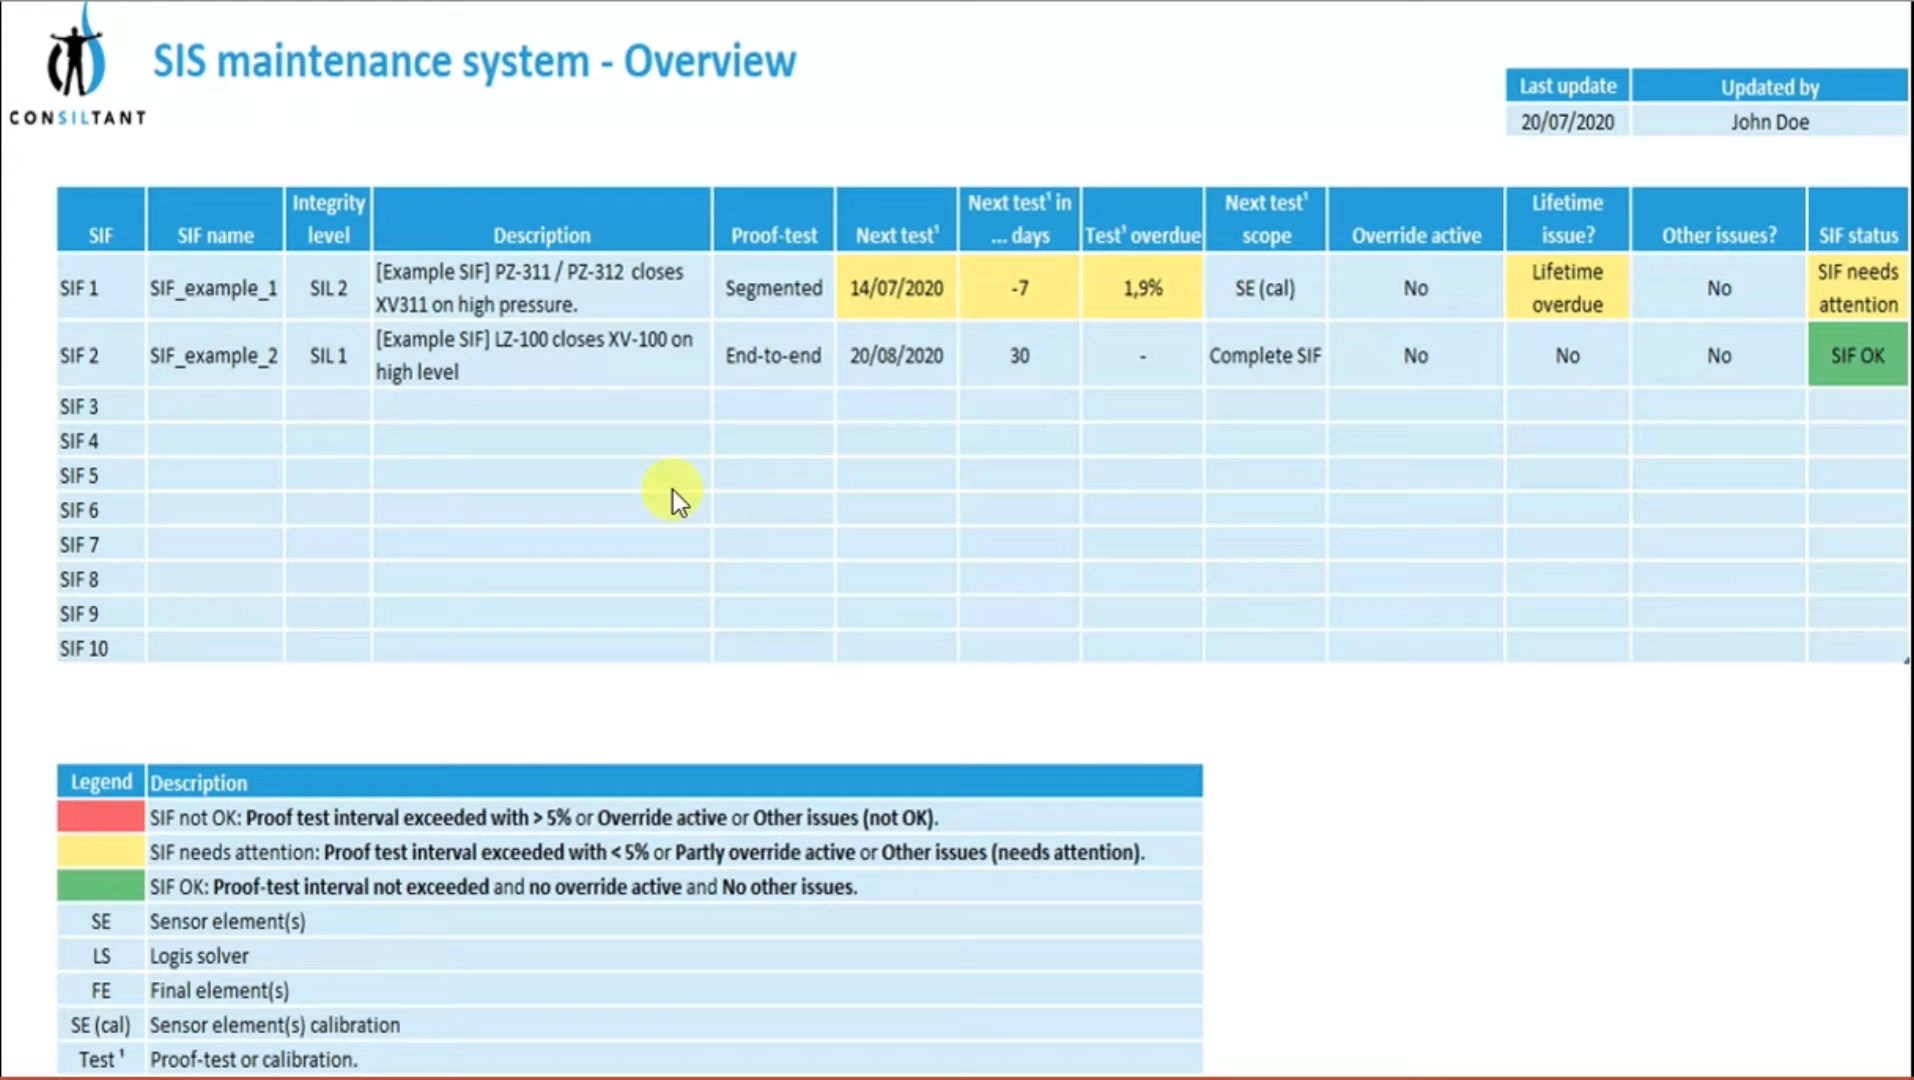 CONSILTANT
SIS maintenance system - Overview
Last update Updated by
20/07/2020 John Doe
SIF SIF name Integrity level Description Proof-test Next test¹ Next test¹ in ... days Test¹ overdue Next test¹ scope Override active Lifetime issue? Other issues? SIF status
SIF 1 SIF_example_1 SIL 2 [Example SIF] PZ-311 / PZ-312 closes XV311 on high pressure. Segmented 14/07/2020 -7 1,9% SE (cal) No Lifetime overdue No SIF needs attention
SIF 2 SIF_example_2 SIL 1 [Example SIF] LZ-100 closes XV-100 on high level End-to-end 20/08/2020 30 - Complete SIF No No No SIF OK
SIF 3
SIF 4
SIF 5
SIF 6
SIF 7
SIF 8
SIF 9
SIF 10
Legend Description
SIF not OK: Proof test interval exceeded with > 5% or Override active or Other issues (not OK).
SIF needs attention: Proof test interval exceeded with < 5% or Partly override active or Other issues (needs attention).
SIF OK: Proof-test interval not exceeded and no override active and No other issues.
SE Sensor element(s)
LS Logis solver
FE Final element(s)
SE (cal) Sensor element(s) calibration
Test ¹ Proof-test or calibration.